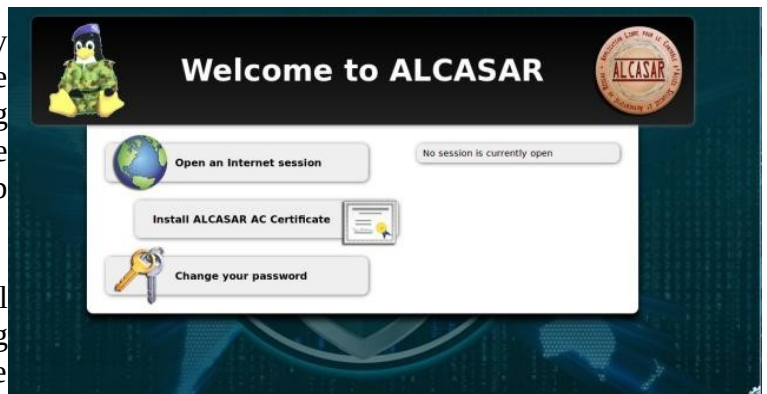 Welcome to ALCASAR
ALCASAR
Open an Internet session
No session is currently open
Install ALCASAR AC Certificate
Change your password